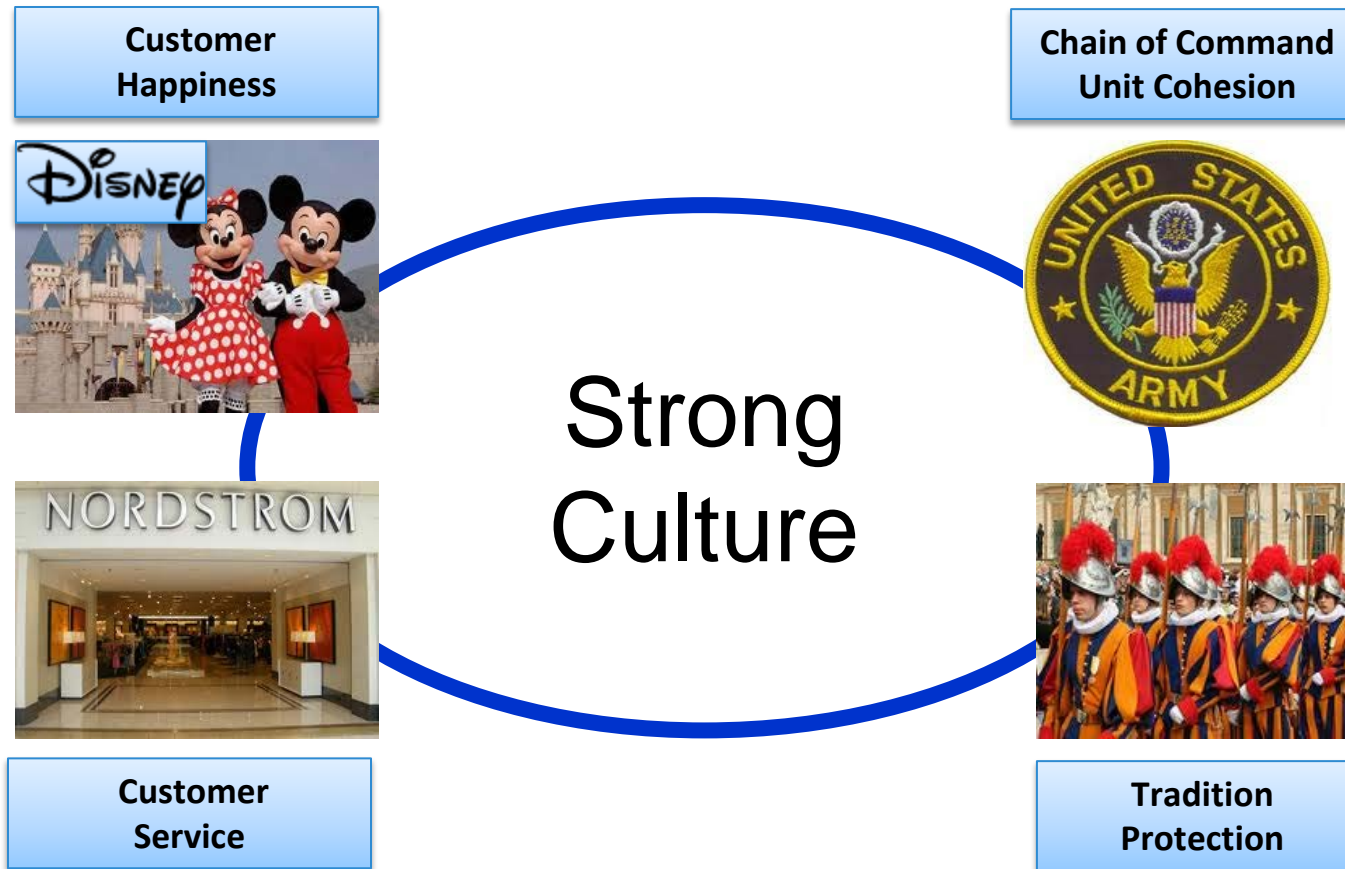 Customer
Happiness
Chain of Command
Unit Cohesion
DISNEY
UNITED STATES
ARMY
Strong
Culture
NORDSTROM
Customer
Service
Tradition
Protection